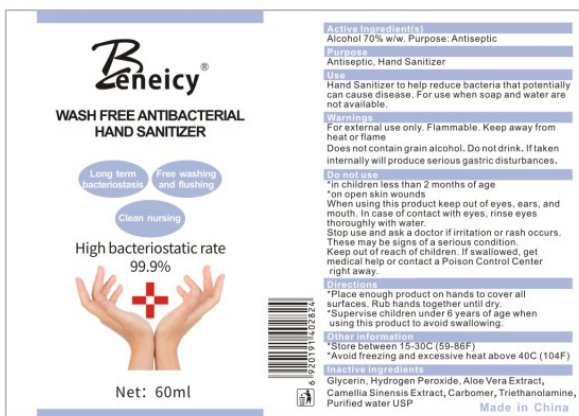 Beneicy®
WASH FREE ANTIBACTERIAL
HAND SANITIZER
Long term
bacteriostasis
Free washing
and flushing
Clean nursing
High bacteriostatic rate
99.9%
Net: 60ml
6920191402824
Active Ingredient(s)
Alcohol 70% w/w. Purpose: Antiseptic
Purpose
Antiseptic, Hand Sanitizer
Use
Hand Sanitizer to help reduce bacteria that potentially
can cause disease. For use when soap and water are
not available.
Warnings
For external use only. Flammable. Keep away from
heat or flame
Does not contain grain alcohol. Do not drink. If taken
internally will produce serious gastric disturbances.
Do not use
*in children less than 2 months of age
*on open skin wounds
When using this product keep out of eyes, ears, and
mouth. In case of contact with eyes, rinse eyes
thoroughly with water.
Stop use and ask a doctor if irritation or rash occurs.
These may be signs of a serious condition.
Keep out of reach of children. If swallowed, get
medical help or contact a Poison Control Center
right away.
Directions
*Place enough product on hands to cover all
surfaces. Rub hands together until dry.
*Supervise children under 6 years of age when
using this product to avoid swallowing.
Other information
*Store between 15-30C (59-86F)
*Avoid freezing and excessive heat above 40C (104F)
Inactive ingredients
Glycerin, Hydrogen Peroxide, Aloe Vera Extract,
Camellia Sinensis Extract, Carbomer, Triethanolamine,
Purified water USP
Made in China